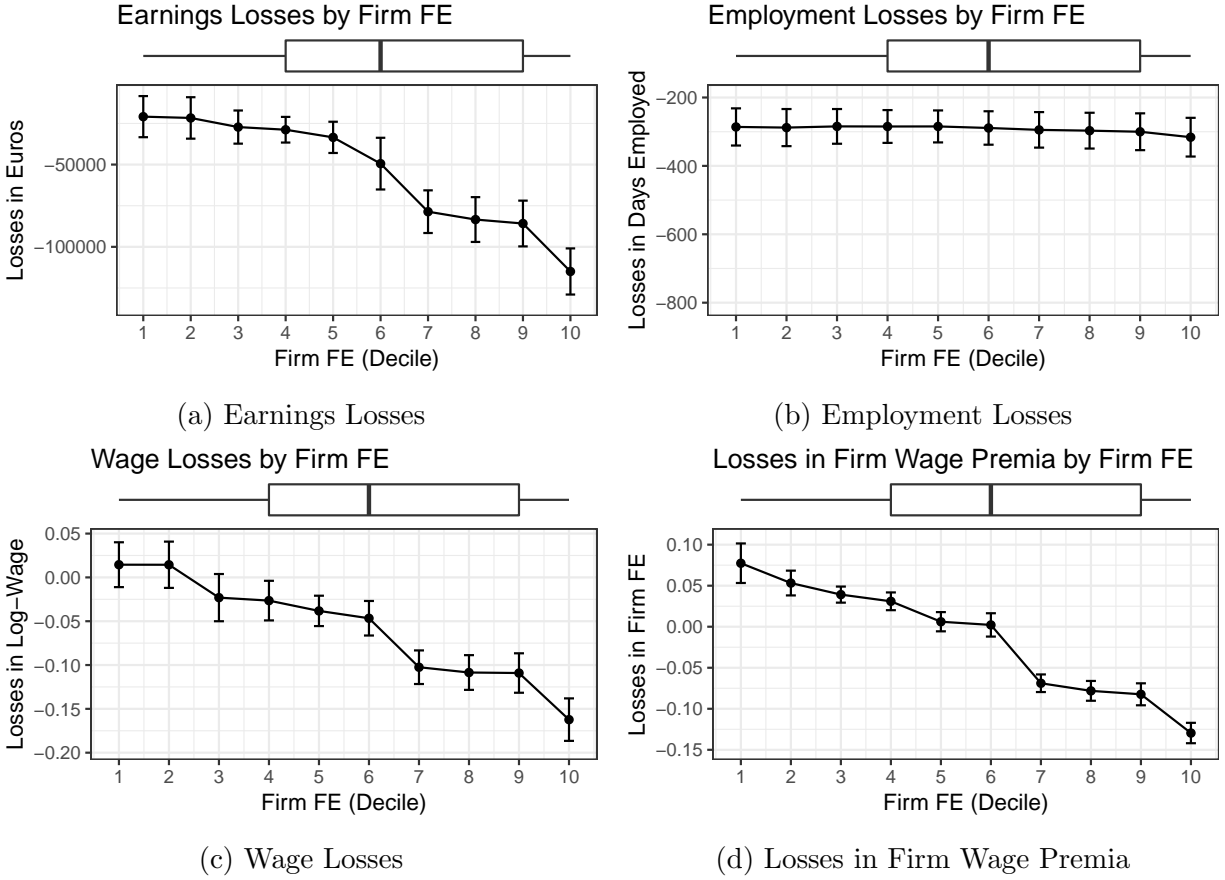 Earnings Losses by Firm FE
Losses in Euros
−50000
−100000
1 2 3 4 5 6 7 8 9 10
Firm FE (Decile)
(a) Earnings Losses
Employment Losses by Firm FE
Losses in Days Employed
−200
−400
−600
−800
1 2 3 4 5 6 7 8 9 10
Firm FE (Decile)
(b) Employment Losses
Wage Losses by Firm FE
Losses in Log−Wage
0.05
0.00
−0.05
−0.10
−0.15
−0.20
1 2 3 4 5 6 7 8 9 10
Firm FE (Decile)
(c) Wage Losses
Losses in Firm Wage Premia by Firm FE
Losses in Firm FE
0.10
0.05
0.00
−0.05
−0.10
−0.15
1 2 3 4 5 6 7 8 9 10
Firm FE (Decile)
(d) Losses in Firm Wage Premia